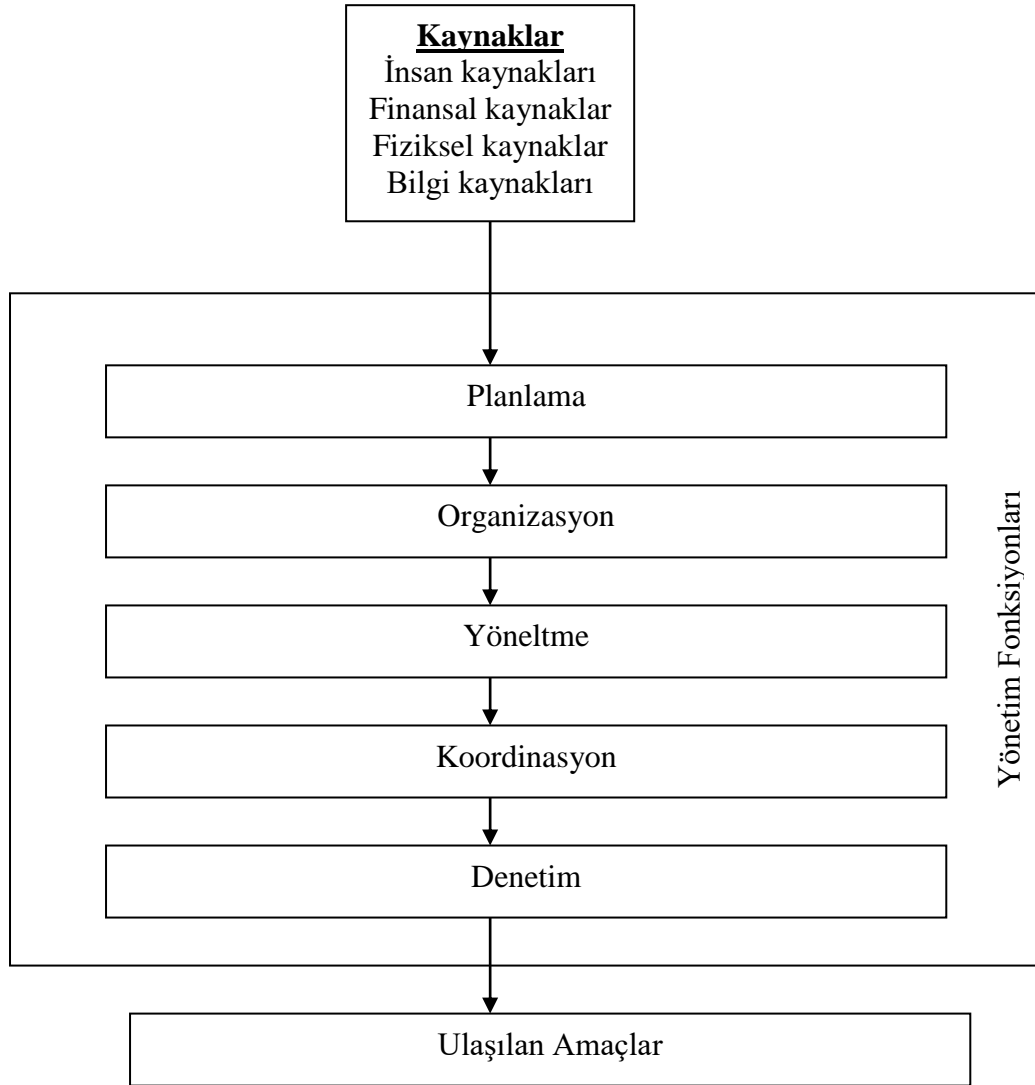 Kaynaklar
İnsan kaynakları
Finansal kaynaklar
Fiziksel kaynaklar
Bilgi kaynakları
Planlama
Organizasyon
Yöneltme
Koordinasyon
Denetim
Yönetim Fonksiyonları
Ulaşılan Amaçlar